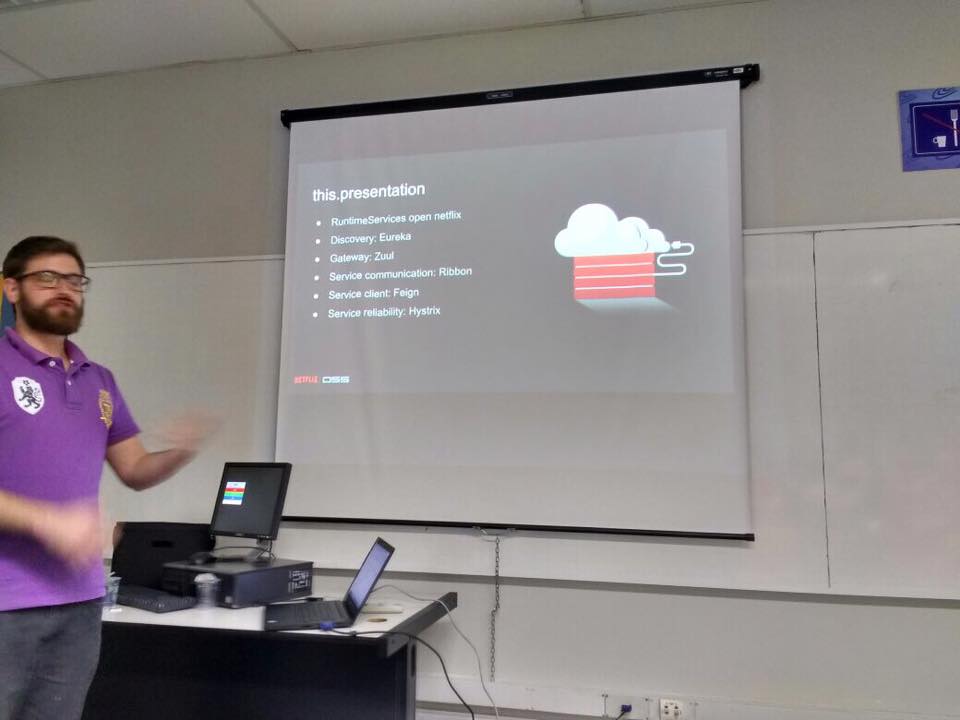 this.presentation
● RuntimeServices open netflix
● Discovery: Eureka
● Gateway: Zuul
● Service communication: Ribbon
● Service client: Feign
● Service reliability: Hystrix
NETFLIX OSS